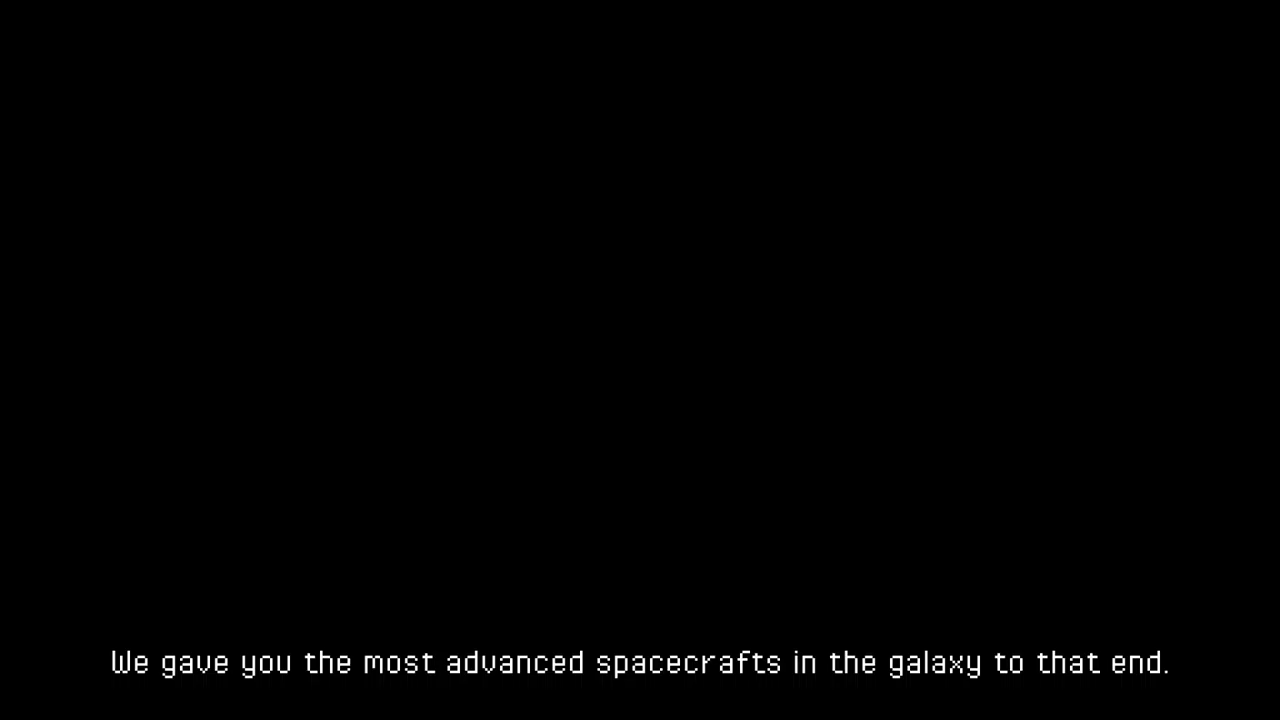 We gave you the most advanced spacecrafts in the galaxy to that end.